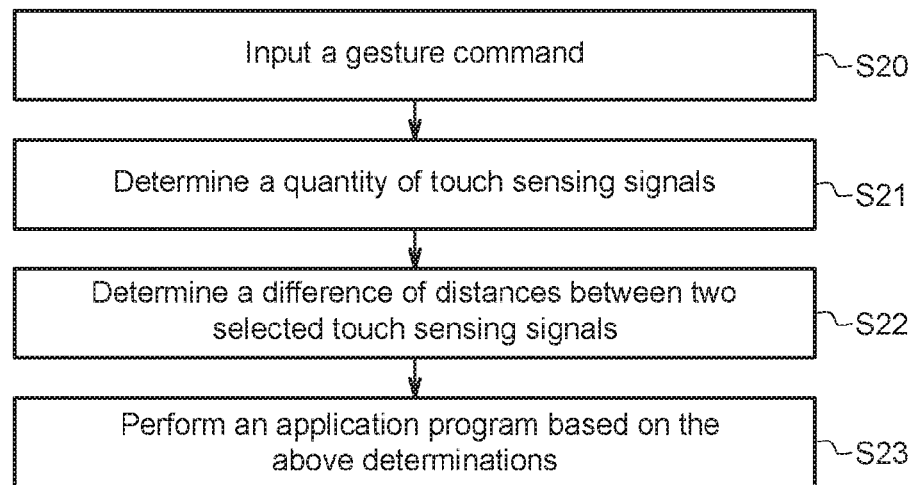 Input a gesture command
S20
Determine a quantity of touch sensing signals
S21
Determine a difference of distances between two
selected touch sensing signals
S22
Perform an application program based on the
above determinations
S23